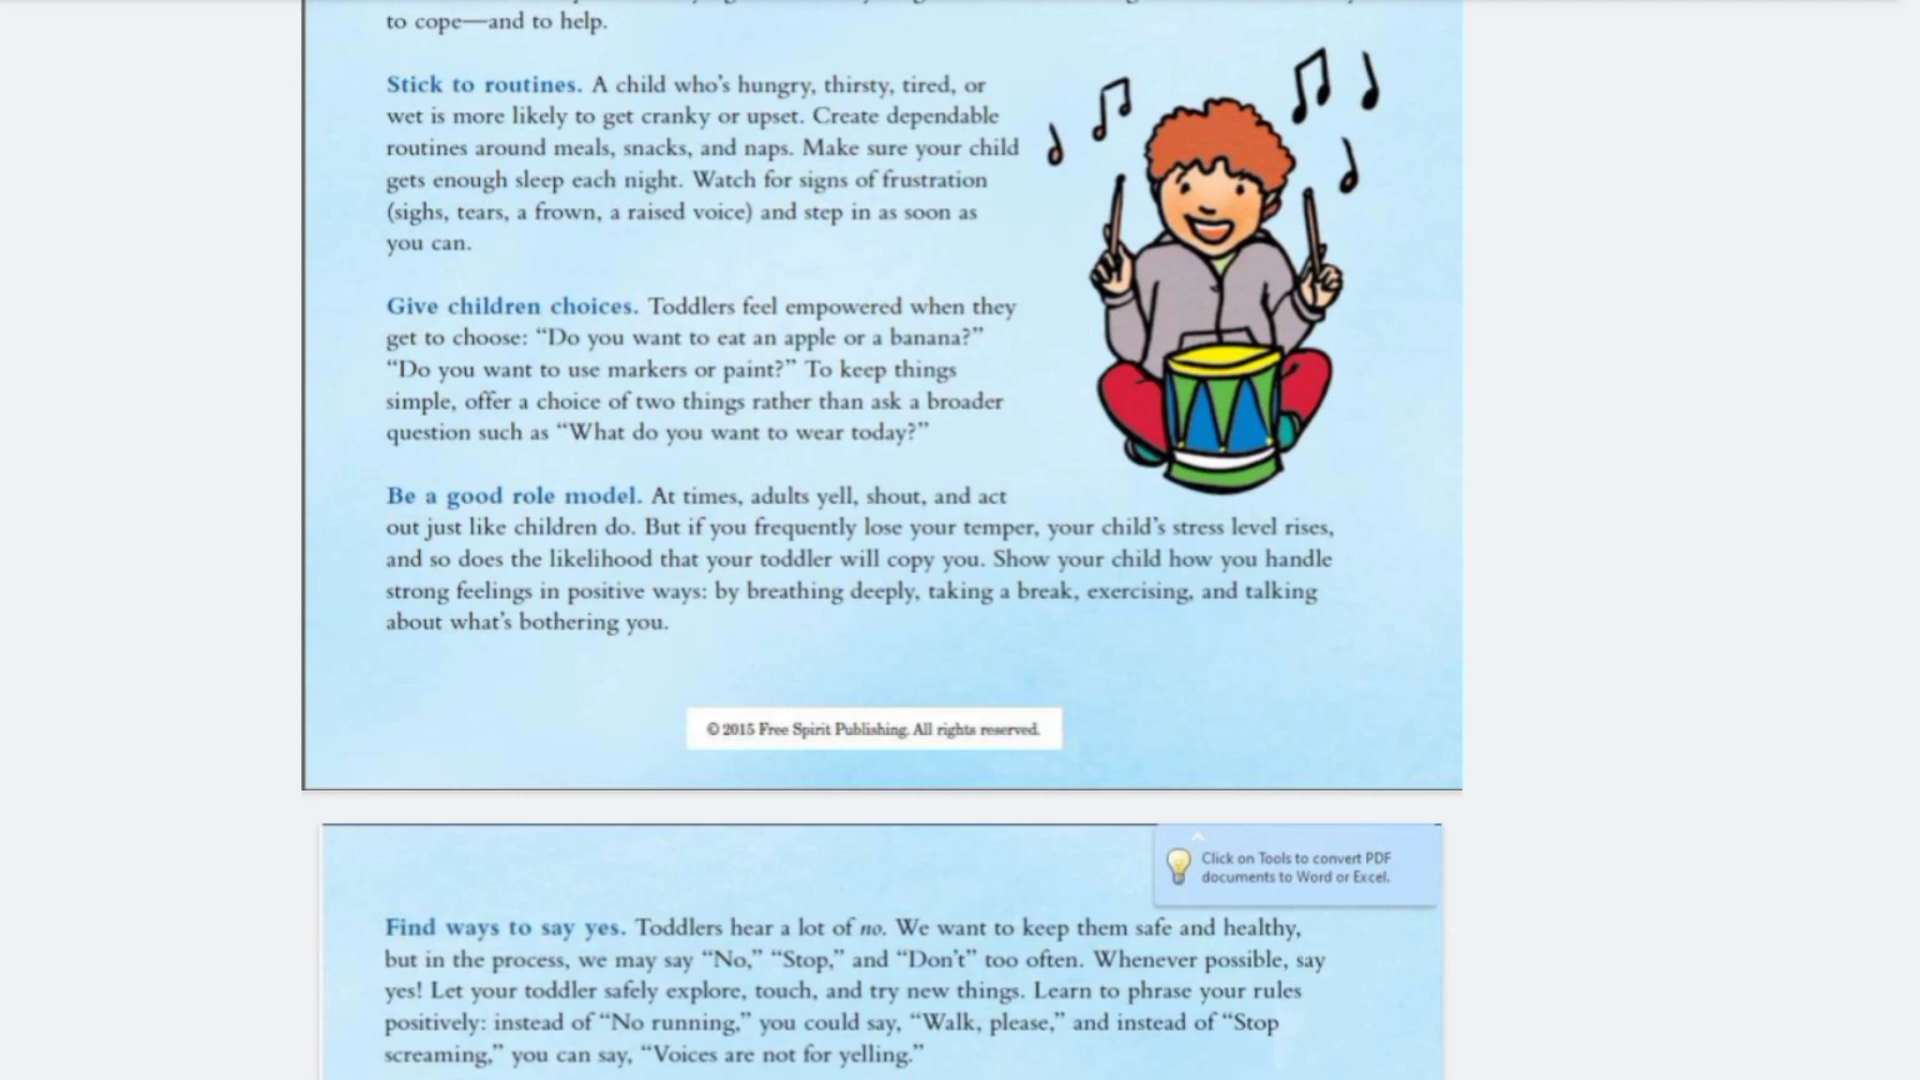 to cope—and to help.
Stick to routines. A child who's hungry, thirsty, tired, or
wet is more likely to get cranky or upset. Create dependable
routines around meals, snacks, and naps. Make sure your child
gets enough sleep each night. Watch for signs of frustration
(sighs, tears, a frown, a raised voice) and step in as soon as
you can.
Give children choices. Toddlers feel empowered when they
get to choose: “Do you want to eat an apple or a banana?”
“Do you want to use markers or paint?” To keep things
simple, offer a choice of two things rather than ask a broader
question such as “What do you want to wear today?”
Be a good role model. At times, adults yell, shout, and act
out just like children do. But if you frequently lose your temper, your child's stress level rises,
and so does the likelihood that your toddler will copy you. Show your child how you handle
strong feelings in positive ways: by breathing deeply, taking a break, exercising, and talking
about what's bothering you.
© 2015 Free Spirit Publishing. All rights reserved.
Click on Tools to convert PDF
documents to Word or Excel.
Find ways to say yes. Toddlers hear a lot of no. We want to keep them safe and healthy,
but in the process, we may say “No,” “Stop,” and “Don't” too often. Whenever possible, say
yes! Let your toddler safely explore, touch, and try new things. Learn to phrase your rules
positively: instead of “No running,” you could say, “Walk, please,” and instead of “Stop
screaming,” you can say, “Voices are not for yelling.”